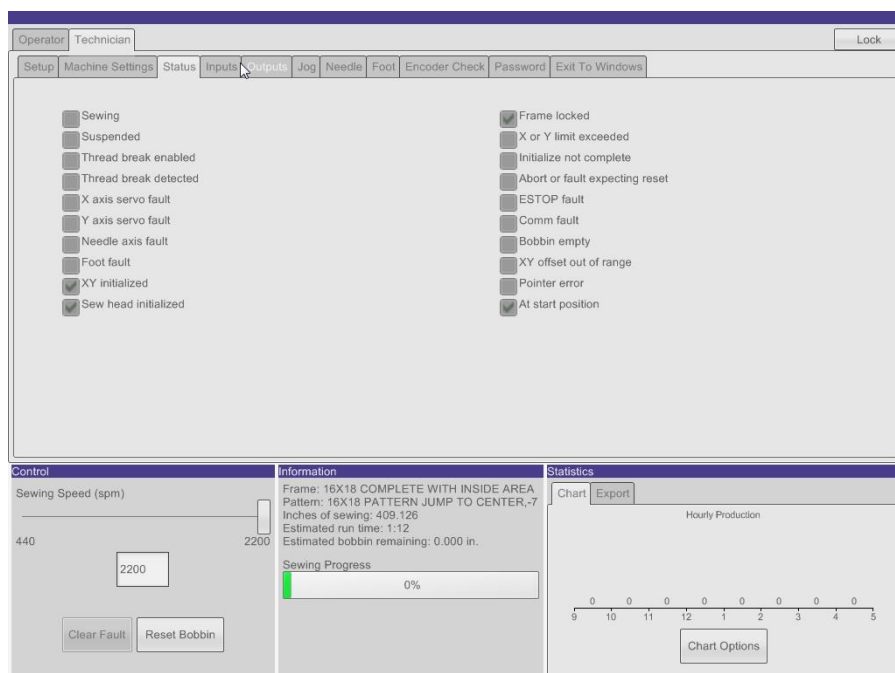 Operator Technician Lock
Setup Machine Settings Status Inputs Outputs Jog Needle Foot Encoder Check Password Exit To Windows
Sewing
Suspended
Thread break enabled
Thread break detected
X axis servo fault
Y axis servo fault
Needle axis fault
Foot fault
XY initialized
Sew head initialized
Frame locked
X or Y limit exceeded
Initialize not complete
Abort or fault expecting reset
ESTOP fault
Comm fault
Bobbin empty
XY offset out of range
Pointer error
At start position
Control
Sewing Speed (spm)
440 2200
2200
Clear Fault Reset Bobbin
Information
Frame: 16X18 COMPLETE WITH INSIDE AREA
Pattern: 16X18 PATTERN JUMP TO CENTER,-7
Inches of sewing: 409.126
Estimated run time: 1:12
Estimated bobbin remaining: 0.000 in.
Sewing Progress
0%
Statistics
Chart Export
Hourly Production
0 0 0 0 0 0 0 0
9 10 11 12 1 2 3 4 5
Chart Options